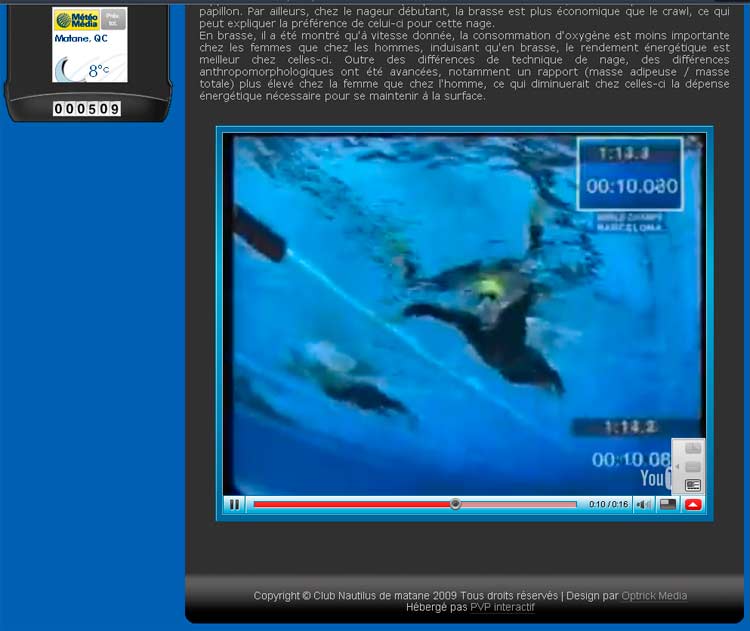 papillon. Par ailleurs, chez le nageur débutant, la brasse est plus économique que le crawl, ce qui
peut expliquer la préférence de celui-ci pour cette nage.
En brasse, il a été montré qu'à vitesse donnée, la consommation d'oxygène est moins importante
chez les femmes que chez les hommes, induisant qu'en brasse, le rendement énergétique est
meilleur chez celles-ci. Outre des différences de technique de nage, des différences
anthropomorphologiques ont été avancées, notamment un rapport (masse adipeuse / masse
totale) plus élevé chez la femme que chez l'homme, ce qui diminuerait chez celles-ci la dépense
énergétique nécessaire pour se maintenir à la surface.
Météo
Média
Prév.
tol.
Matane, QC
8°C
000509
1:13.3
00:10.080
WORLD CHAMPS
BARCELONA
1:14.2
00:10.08
You
0:10 / 0:16
Copyright © Club Nautilus de matane 2009 Tous droits réservés | Design par Optrick Media
Hébergé pas PVP interactif